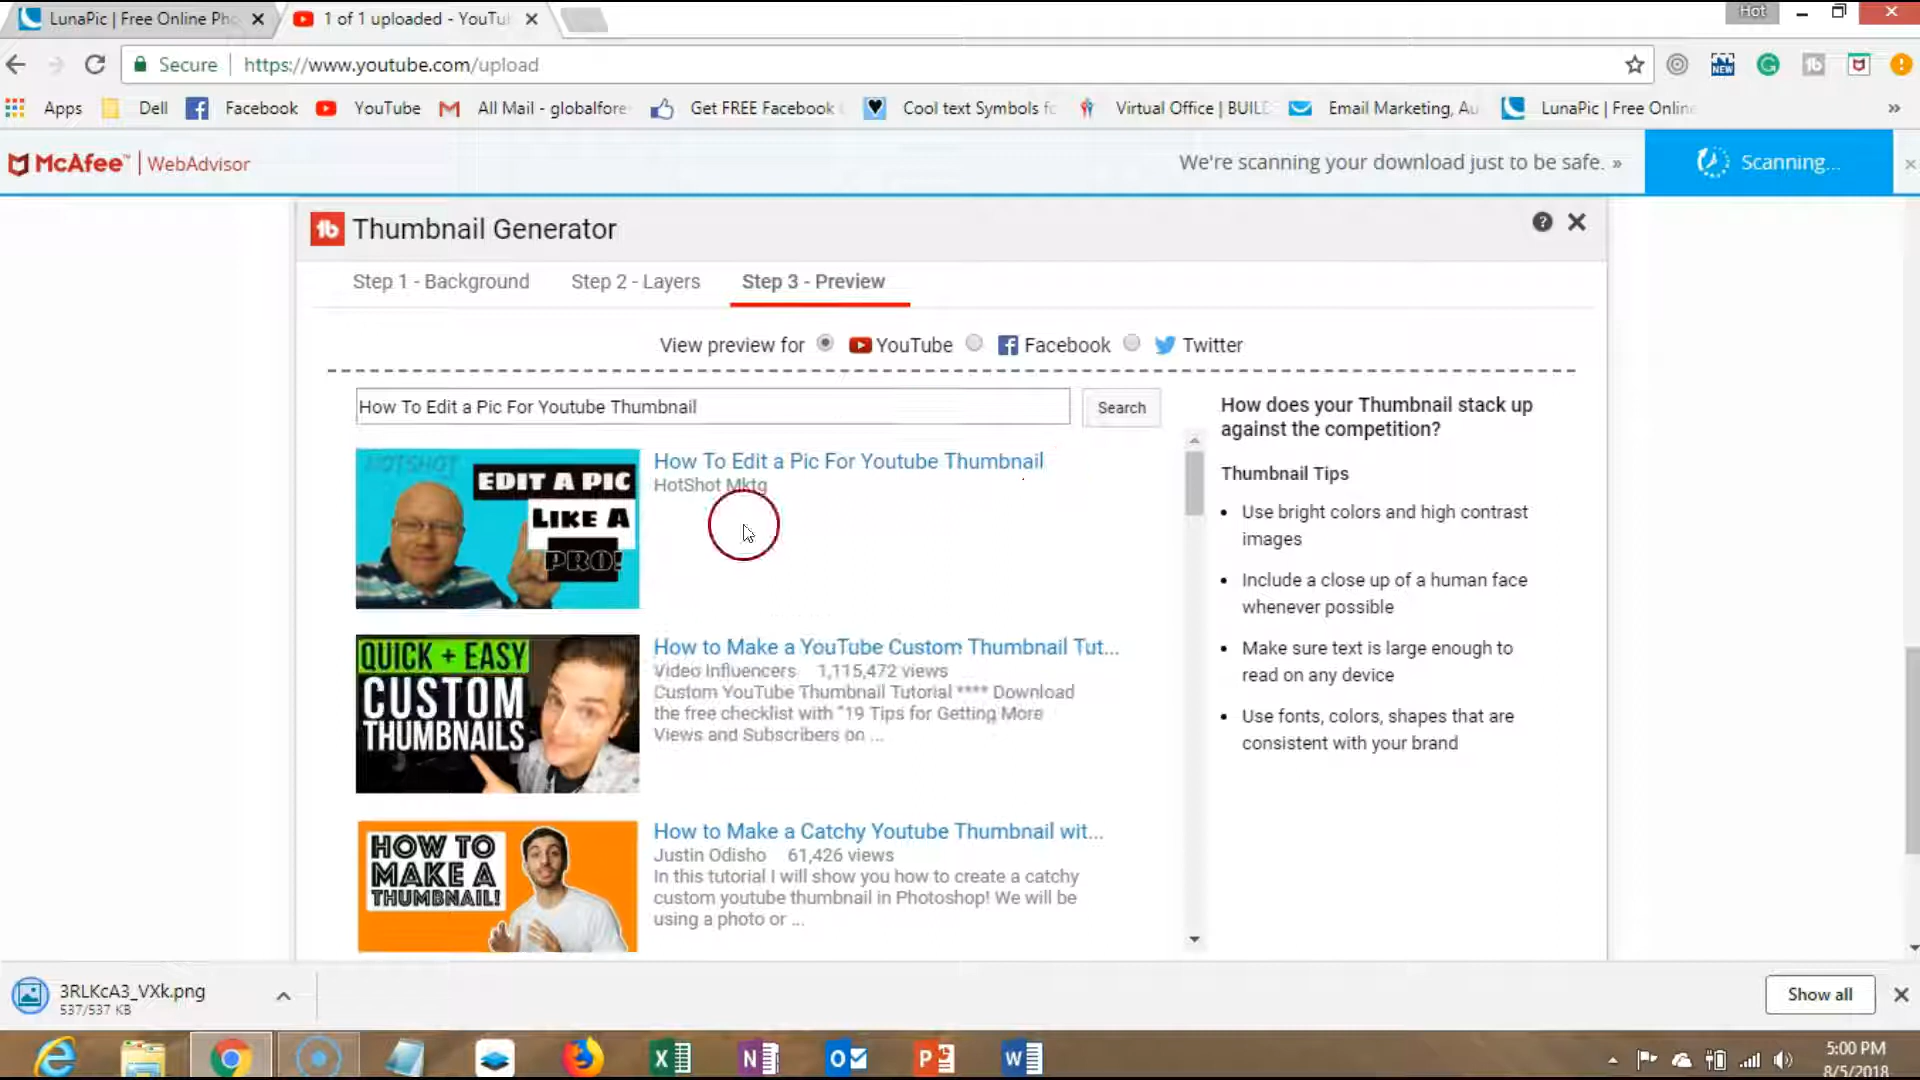 LunaPic | Free Online Pho
1 of 1 uploaded - YouTu
Hot
Secure
https://www.youtube.com/upload
NEW
Apps
Dell
Facebook
YouTube
All Mail - globalfore
Get FREE Facebook
Cool text Symbols fo
Virtual Office | BUILD
Email Marketing, Au
LunaPic | Free Online
»
McAfee™ | WebAdvisor
We're scanning your download just to be safe. »
Scanning...
tb Thumbnail Generator
Step 1 - Background
Step 2 - Layers
Step 3 - Preview
View preview for
YouTube
Facebook
Twitter
How To Edit a Pic For Youtube Thumbnail
Search
HOTSHOT
EDIT A PIC
LIKE A
PRO!
How To Edit a Pic For Youtube Thumbnail
HotShot Mktg
QUICK + EASY
CUSTOM
THUMBNAILS
How to Make a YouTube Custom Thumbnail Tut...
Video Influencers 1,115,472 views
Custom YouTube Thumbnail Tutorial **** Download
the free checklist with "19 Tips for Getting More
Views and Subscribers on ...
HOW TO
MAKE A
THUMBNAIL!
How to Make a Catchy Youtube Thumbnail wit...
Justin Odisho 61,426 views
In this tutorial I will show you how to create a catchy
custom youtube thumbnail in Photoshop! We will be
using a photo or ...
How does your Thumbnail stack up
against the competition?
Thumbnail Tips
• Use bright colors and high contrast
images
• Include a close up of a human face
whenever possible
• Make sure text is large enough to
read on any device
• Use fonts, colors, shapes that are
consistent with your brand
3RLKcA3_VXk.png
537/537 KB
Show all
5:00 PM
8/5/2018